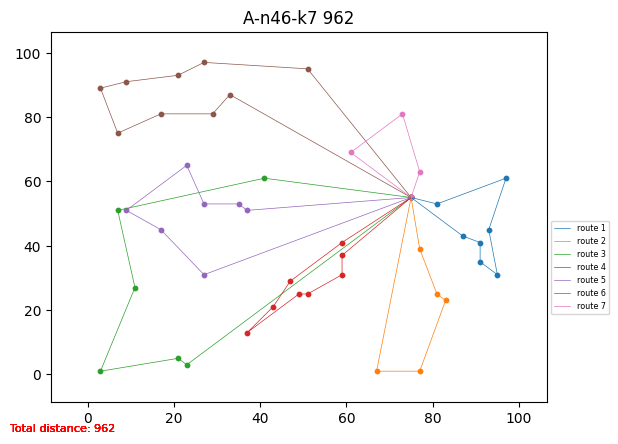 A-n46-k7 962
100
80
60
40
20
0
0 20 40 60 80 100
route 1
route 2
route 3
route 4
route 5
route 6
route 7
Total distance: 962